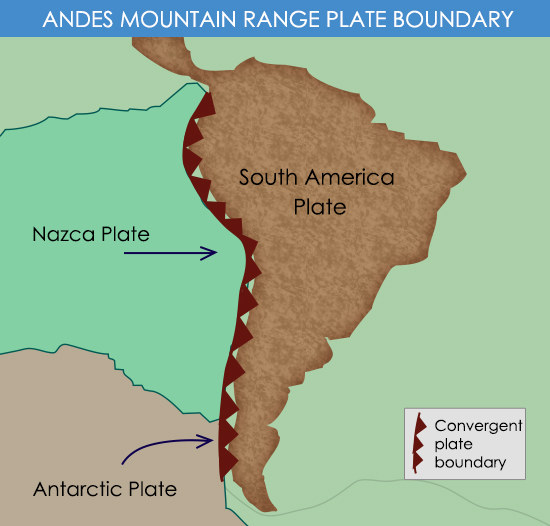 ANDES MOUNTAIN RANGE PLATE BOUNDARY
South America
Plate
Nazca Plate
Convergent
plate
boundary
Antarctic Plate